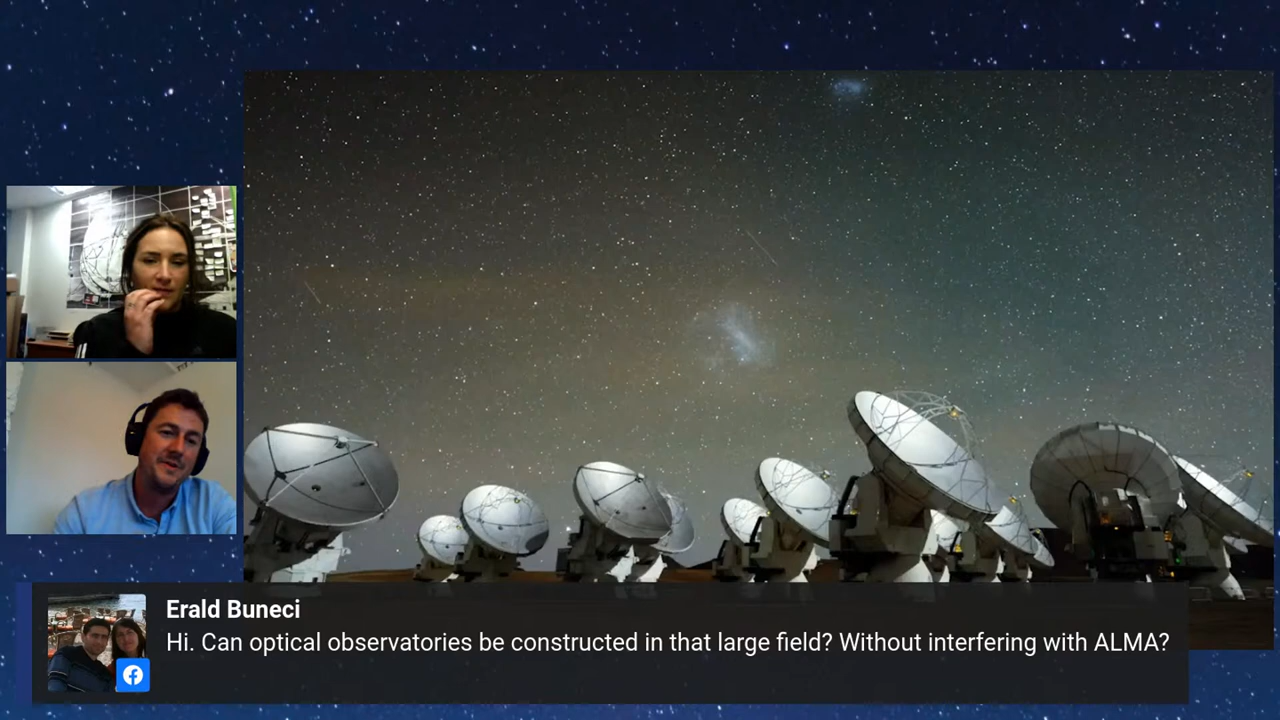 Erald Buneci
Hi. Can optical observatories be constructed in that large field? Without interfering with ALMA?